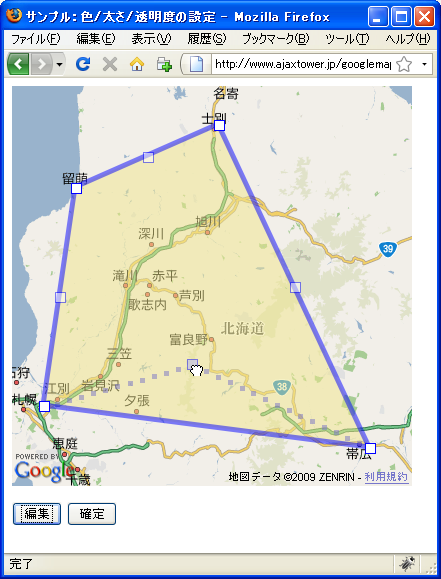 サンプル: 色/太さ/透明度の設定 - Mozilla Firefox
ファイル(F) 編集(E) 表示(V) 履歴(S) ブックマーク(B) ツール(T) ヘルプ(H)
http://www.ajaxtower.jp/googlemap
名寄
士別
留萌
旭川
深川
39
滝川 赤平
歌志内 芦別
北海道
富良野
三笠
石狩
岩見沢
38
江別
札幌
夕張
恵庭
帯広
POWERED BY
Google
千歳
地図データ ©2009 ZENRIN - 利用規約
編集 確定
完了